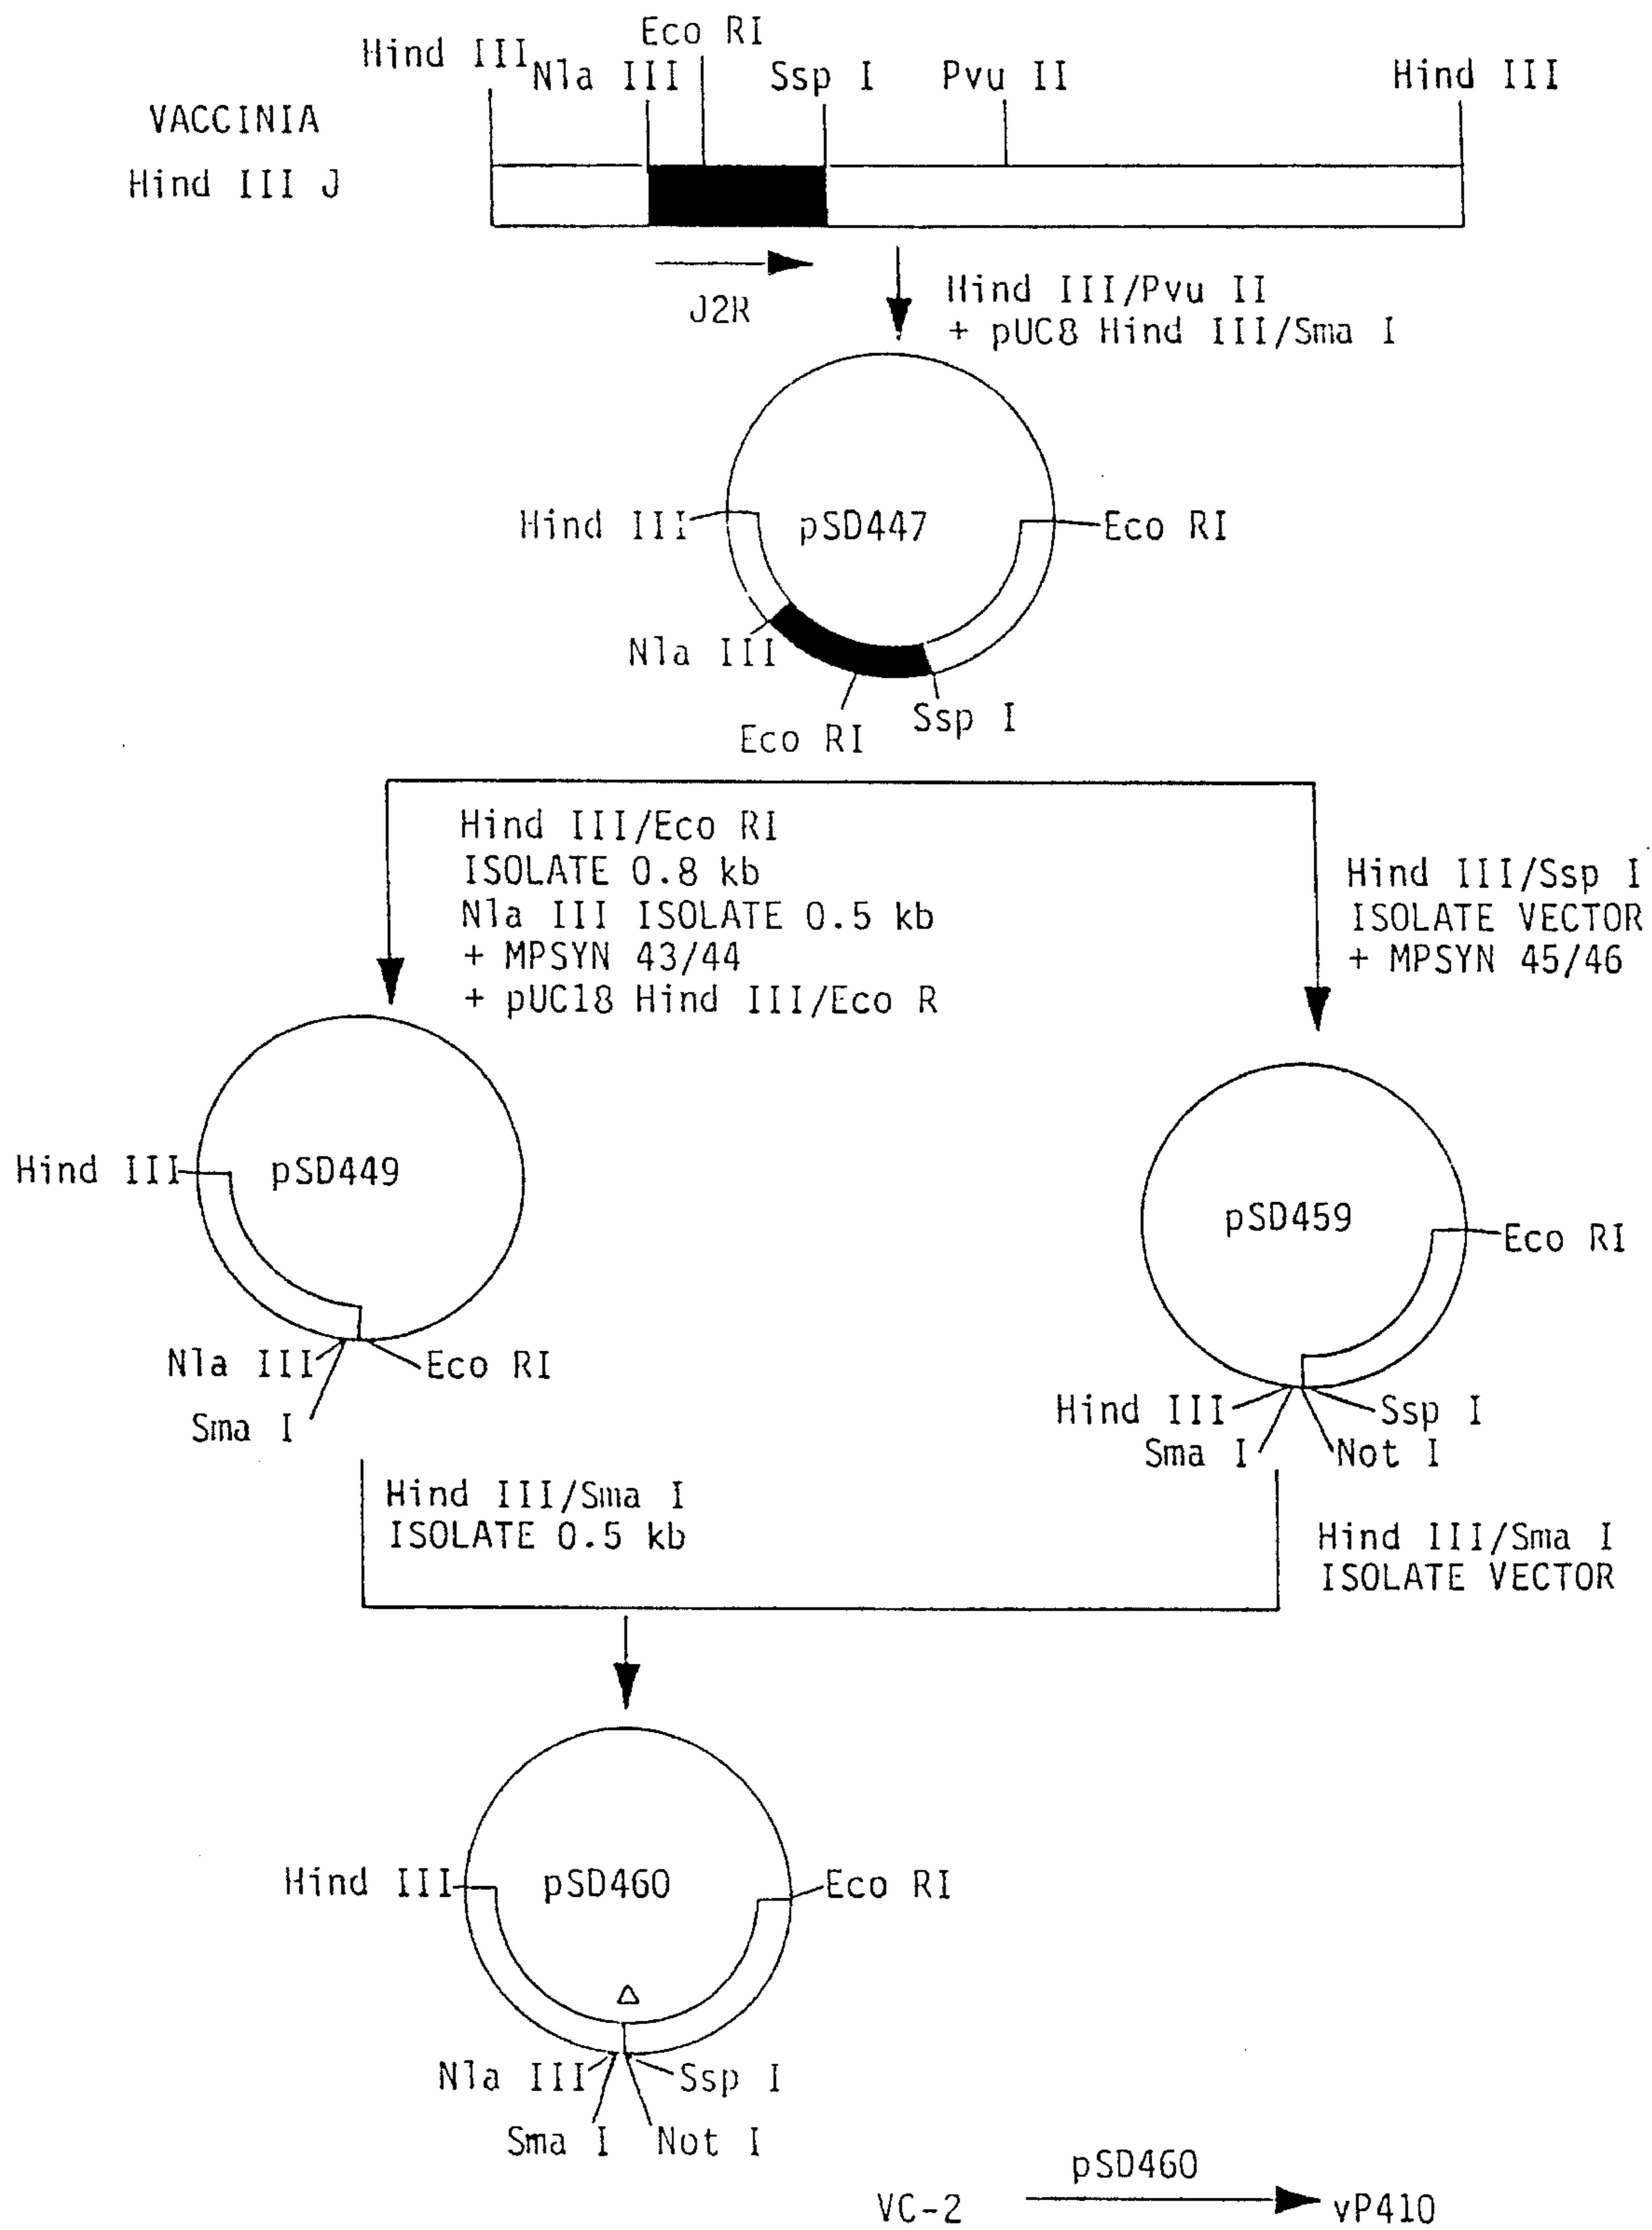 Eco RI
Hind III
Nla III
Ssp I
Pvu II
Hind III
VACCINIA
Hind III J
J2R
Hind III/Pvu II
+ pUC8 Hind III/Sma I
Hind III
pSD447
Eco RI
Nla III
Ssp I
Eco RI
Hind III/Eco RI
ISOLATE 0.8 kb
Nla III ISOLATE 0.5 kb
+ MPSYN 43/44
+ pUC18 Hind III/Eco R
Hind III/Ssp I
ISOLATE VECTOR
+ MPSYN 45/46
Hind III
pSD449
pSD459
Eco RI
Nla III
Eco RI
Sma I
Hind III
Ssp I
Sma I
Not I
Hind III/Sma I
ISOLATE 0.5 kb
Hind III/Sma I
ISOLATE VECTOR
Hind III
pSD460
Eco RI
Δ
Nla III
Ssp I
Sma I
Not I
pSD460
VC-2
vP410